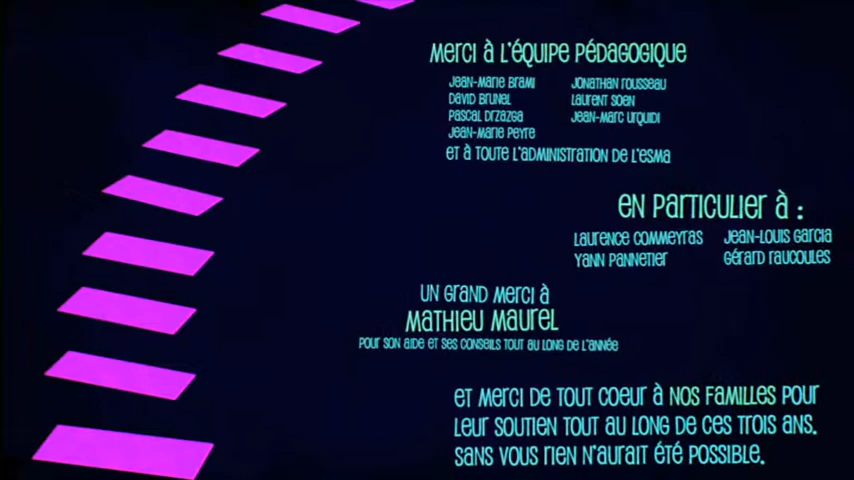 Merci à l'équipe pédagogique
Jean-Marie Brami Jonathan Rousseau
David Brunel Laurent Soen
Pascal Drzazga Jean-Marc Urquidi
Jean-Marie Peyre
et à toute l'administration de l'ESMA
en particulier à :
Laurence Commeyras Jean-Louis Garcia
Yann Pannetier Gérard Raucoules
un grand merci à
Mathieu Maurel
pour son aide et ses conseils tout au long de l'année
et merci de tout coeur à nos familles pour
leur soutien tout au long de ces trois ans.
Sans vous rien n'aurait été possible.